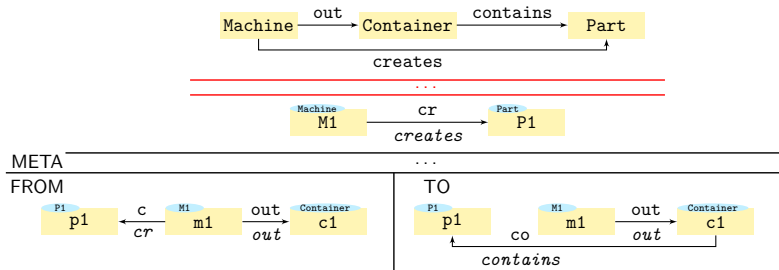 out contains
Machine Container Part
creates
...
Machine cr Part
M1 P1
creates
META ...
FROM TO
P1 c M1 out Container P1 M1 out Container
p1 m1 c1 p1 m1 c1
cr out co out
contains